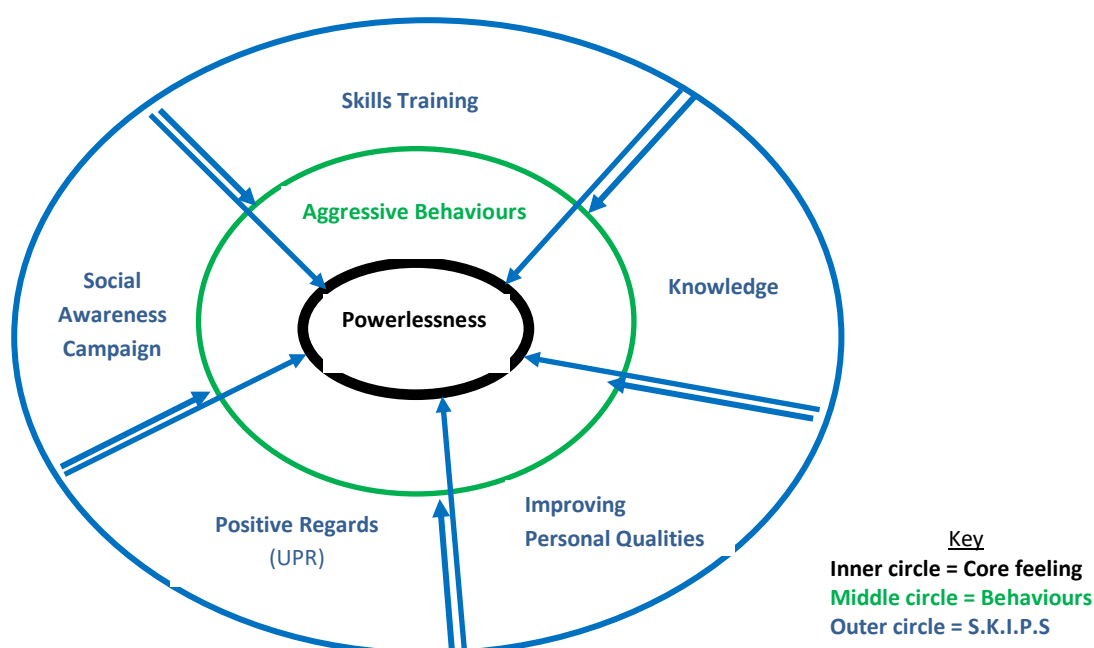 Skills Training
Aggressive Behaviours
Social
Awareness
Campaign
Knowledge
Powerlessness
Improving
Personal Qualities
Positive Regards
(UPR)
Key
Inner circle = Core feeling
Middle circle = Behaviours
Outer circle = S.K.I.P.S